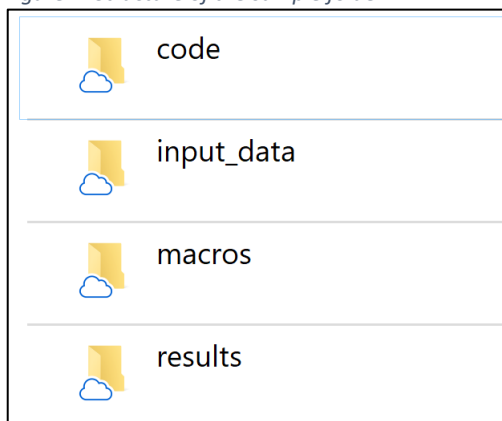 code
input_data
macros
results